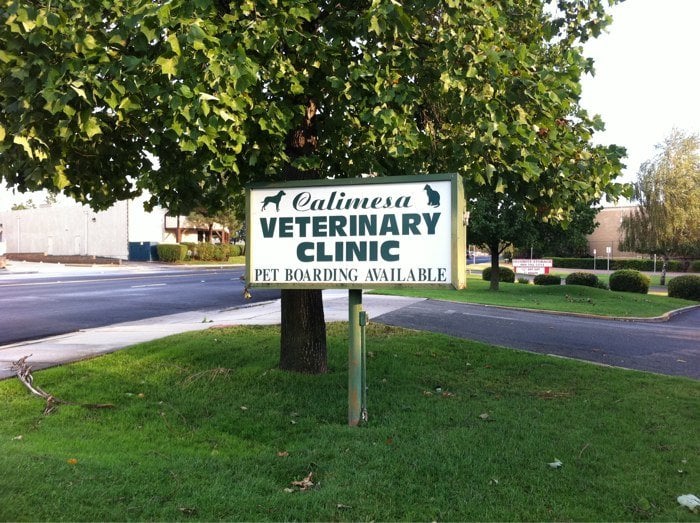 Calimesa
VETERINARY
CLINIC
PET BOARDING AVAILABLE